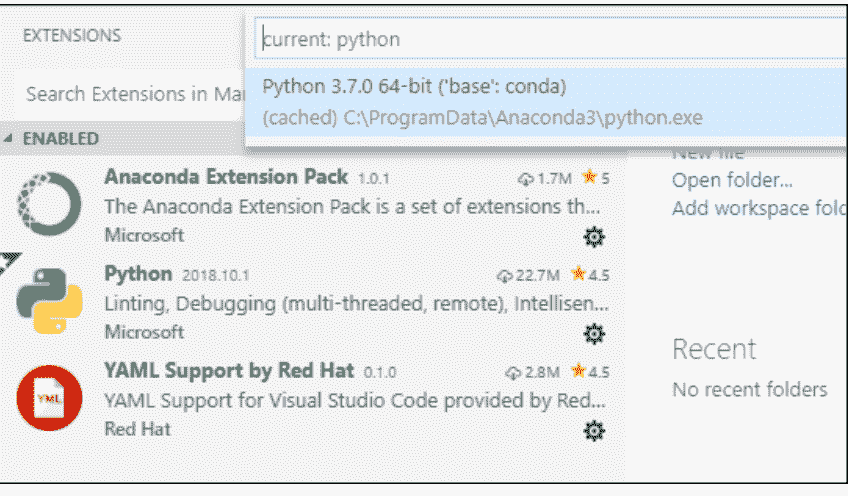 EXTENSIONS
current: python
Search Extensions in Ma
Python 3.7.0 64-bit ('base': conda)
(cached) C:\ProgramData\Anaconda3\python.exe
ENABLED
New file
Open folder...
Add workspace folc
Anaconda Extension Pack 1.0.1 1.7M 5
The Anaconda Extension Pack is a set of extensions th...
Microsoft
Python 2018.10.1 22.7M 4.5
Linting, Debugging (multi-threaded, remote), Intellisen...
Microsoft
YAML Support by Red Hat 0.1.0 2.8M 4.5
YML
YAML Support for Visual Studio Code provided by Red...
Red Hat
Recent
No recent folders